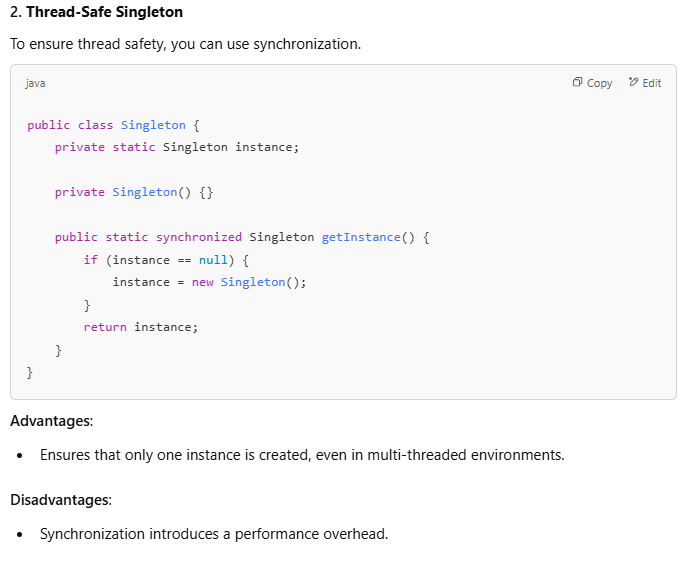 2. Thread-Safe Singleton
To ensure thread safety, you can use synchronization.
java
Copy
Edit
public class Singleton {
    private static Singleton instance;

    private Singleton() {}

    public static synchronized Singleton getInstance() {
        if (instance == null) {
            instance = new Singleton();
        }
        return instance;
    }
}
Advantages:
• Ensures that only one instance is created, even in multi-threaded environments.
Disadvantages:
• Synchronization introduces a performance overhead.